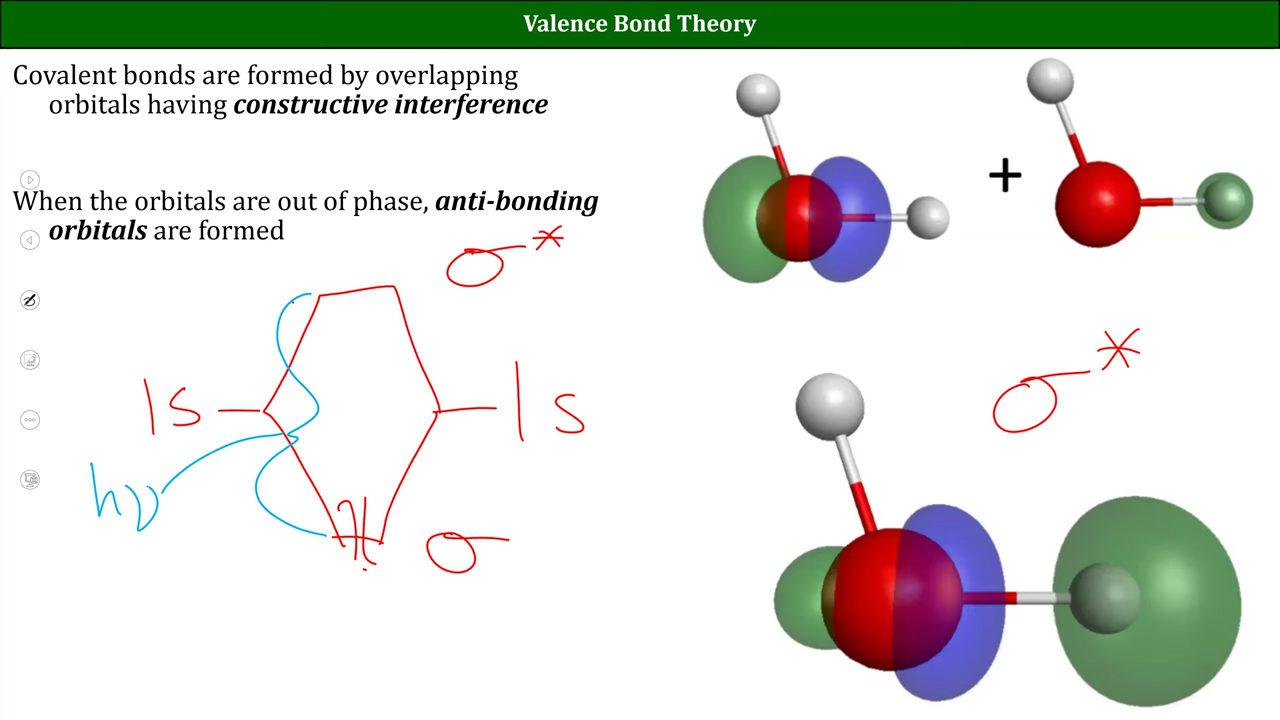 Valence Bond Theory
Covalent bonds are formed by overlapping
orbitals having constructive interference
When the orbitals are out of phase, anti-bonding
orbitals are formed
+
σ*
1s
1s
hν
σ
σ*